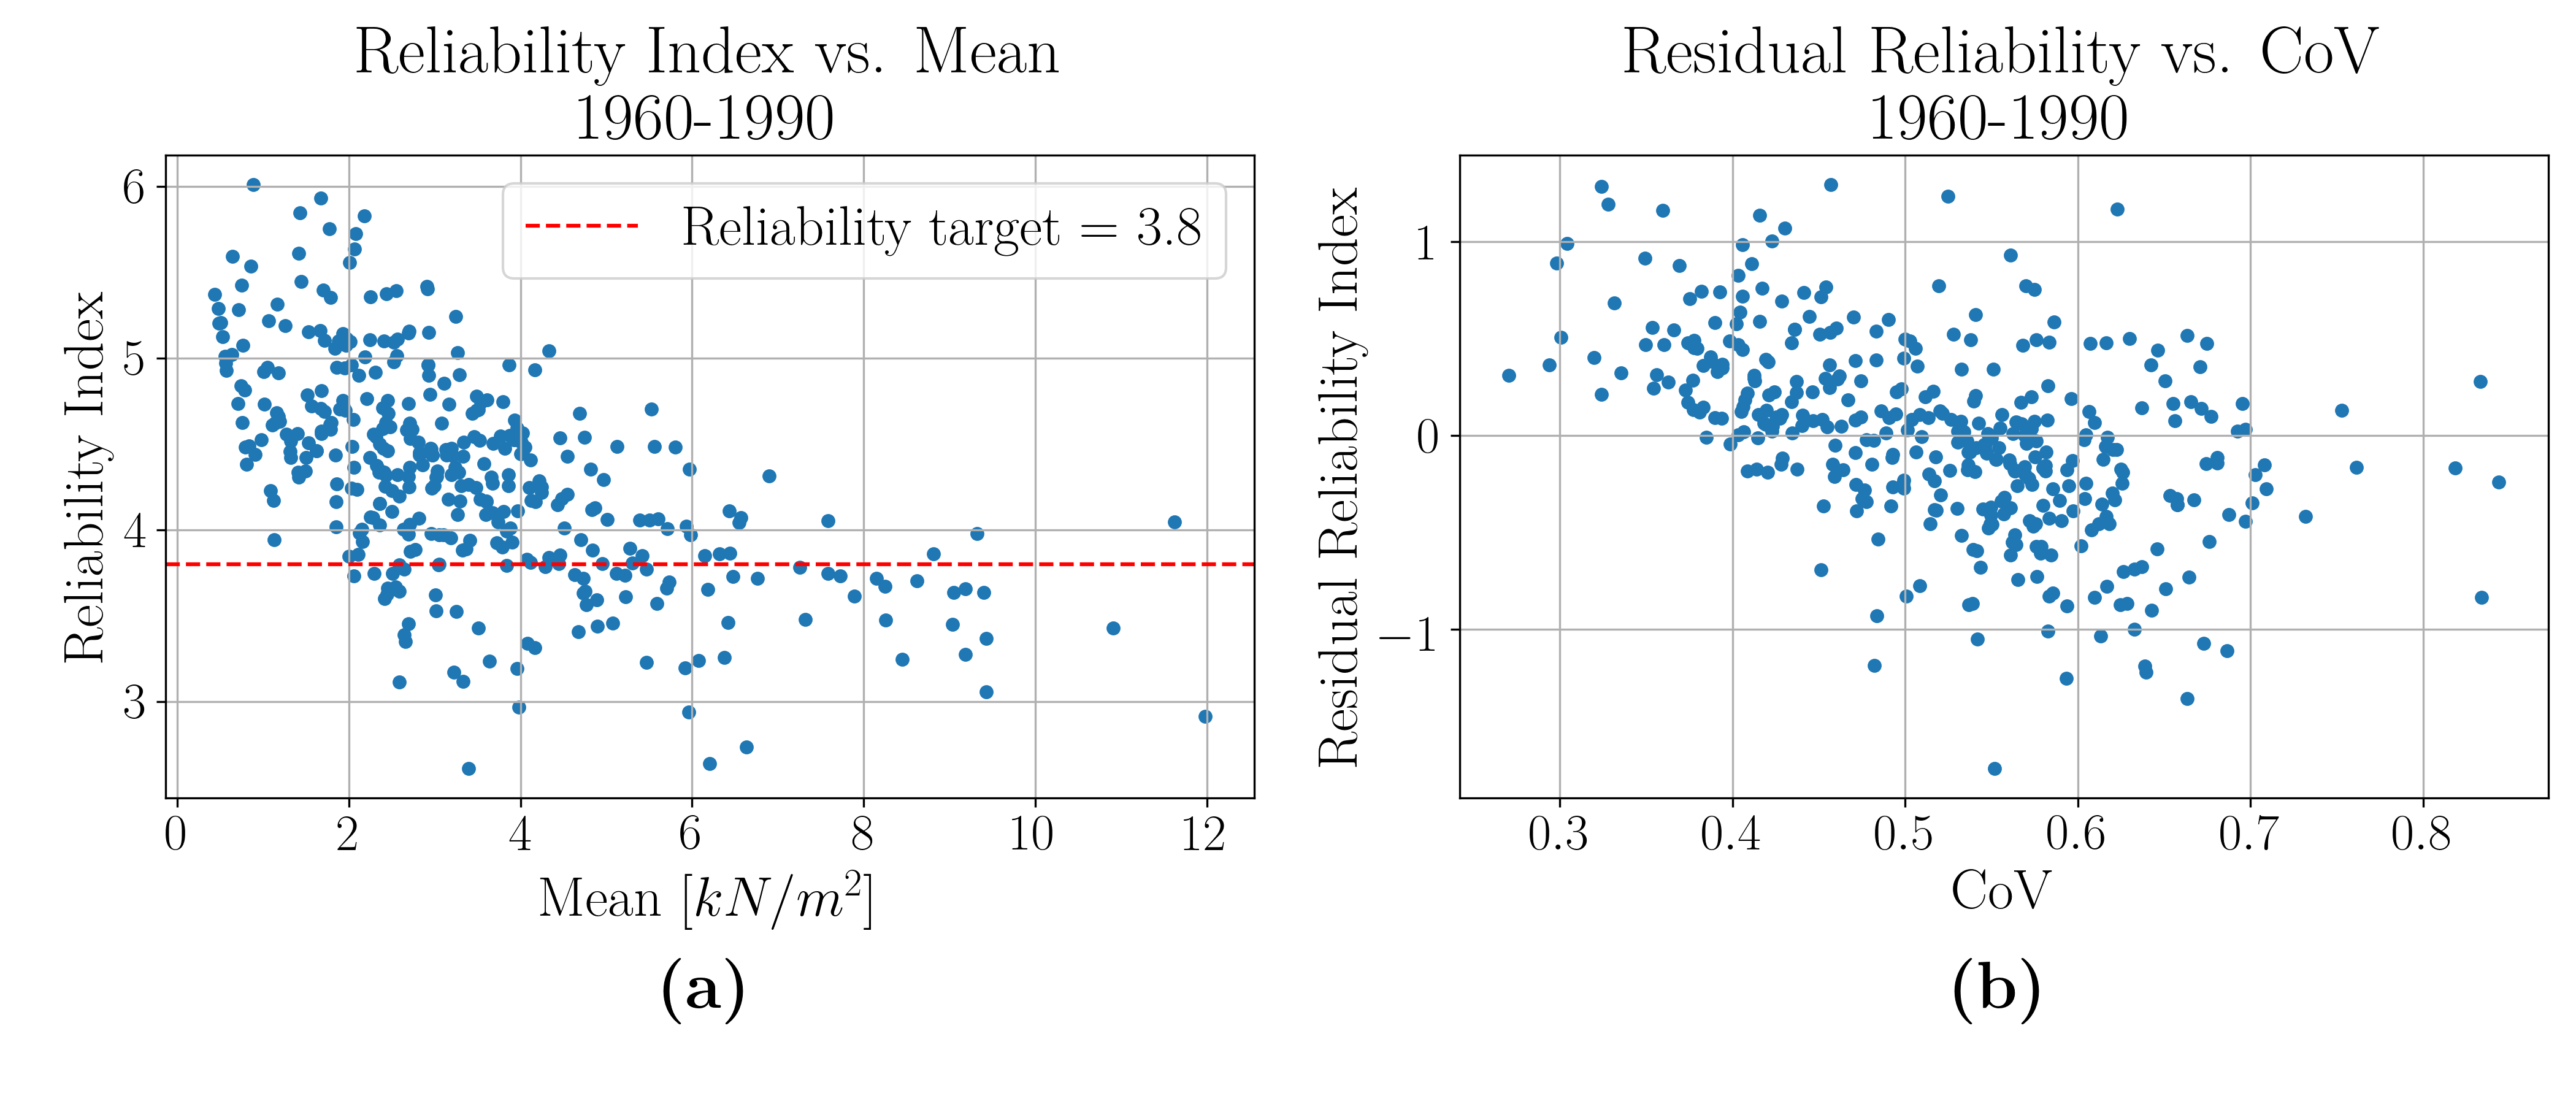 Reliability Index vs. Mean
1960-1990
Reliability Index
6
5
4
3
Reliability target = 3.8
0 2 4 6 8 10 12
Mean [kN/m²]
(a)
Residual Reliability vs. CoV
1960-1990
Residual Reliability Index
1
0
−1
0.3 0.4 0.5 0.6 0.7 0.8
CoV
(b)